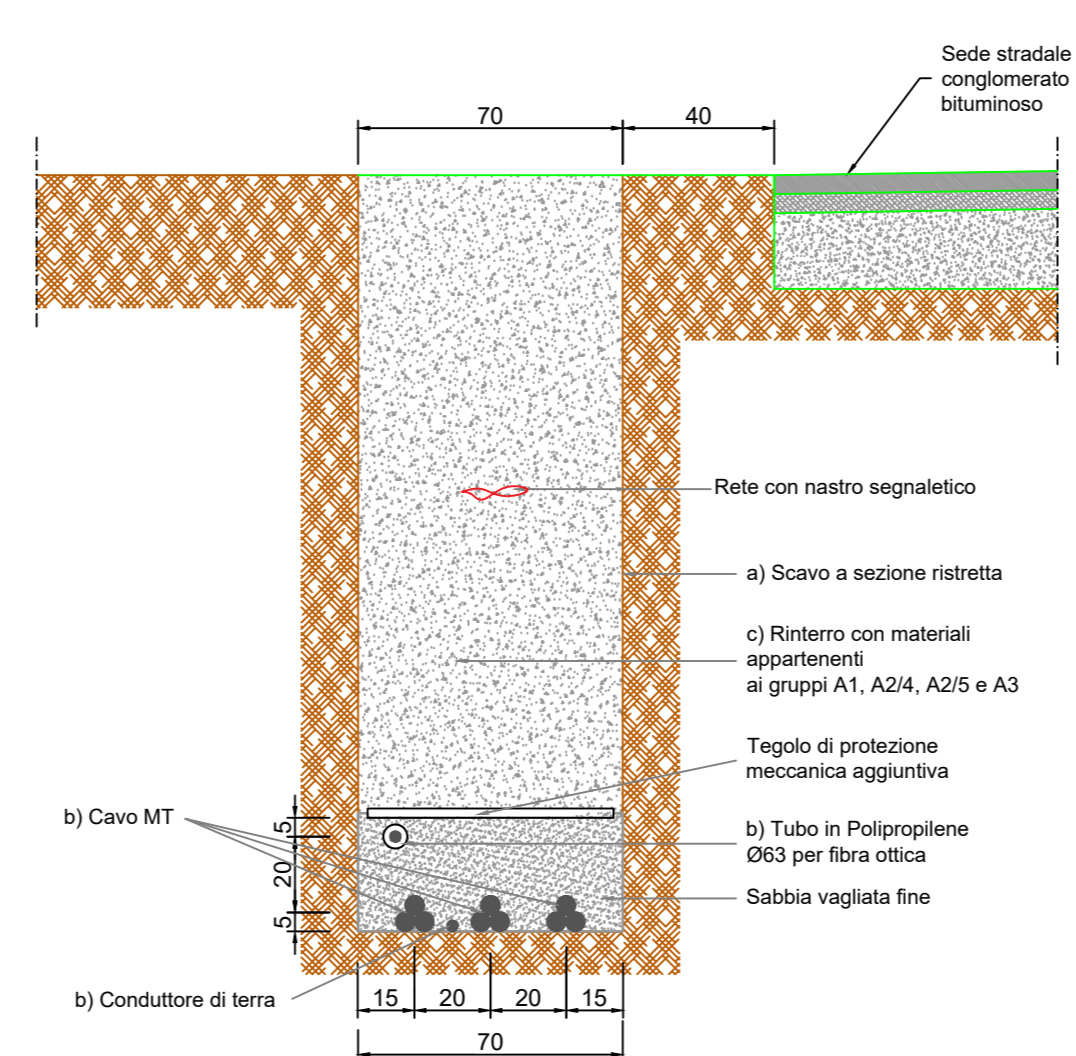 Sede stradale
conglomerato
bituminoso
70
40
Rete con nastro segnaletico
a) Scavo a sezione ristretta
c) Rinterro con materiali
appartenenti
ai gruppi A1, A2/4, A2/5 e A3
Tegolo di protezione
meccanica aggiuntiva
b) Cavo MT
5
20
5
b) Tubo in Polipropilene
Ø63 per fibra ottica
Sabbia vagliata fine
b) Conduttore di terra
15
20
20
15
70